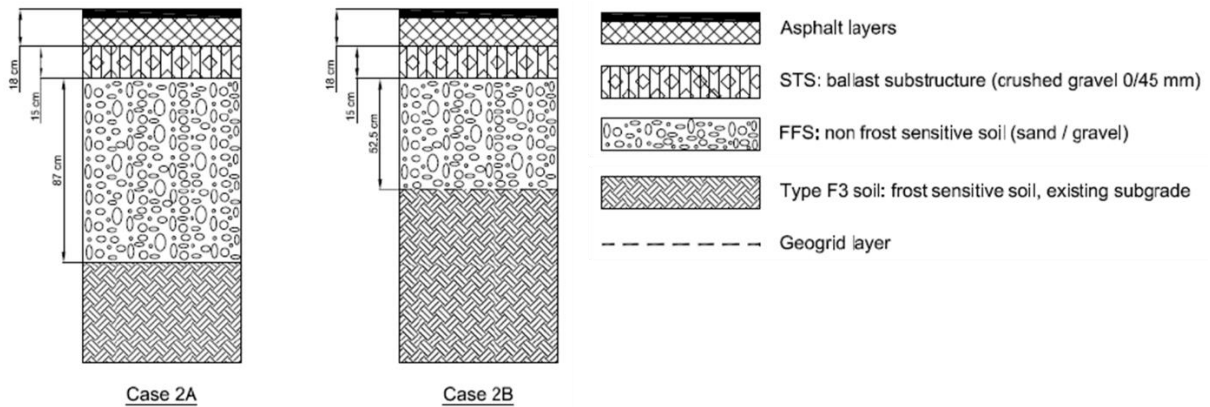 18 cm
15 cm
87 cm
Case 2A
18 cm
15 cm
52,5 cm
Case 2B
Asphalt layers
STS: ballast substructure (crushed gravel 0/45 mm)
FFS: non frost sensitive soil (sand / gravel)
Type F3 soil: frost sensitive soil, existing subgrade
Geogrid layer